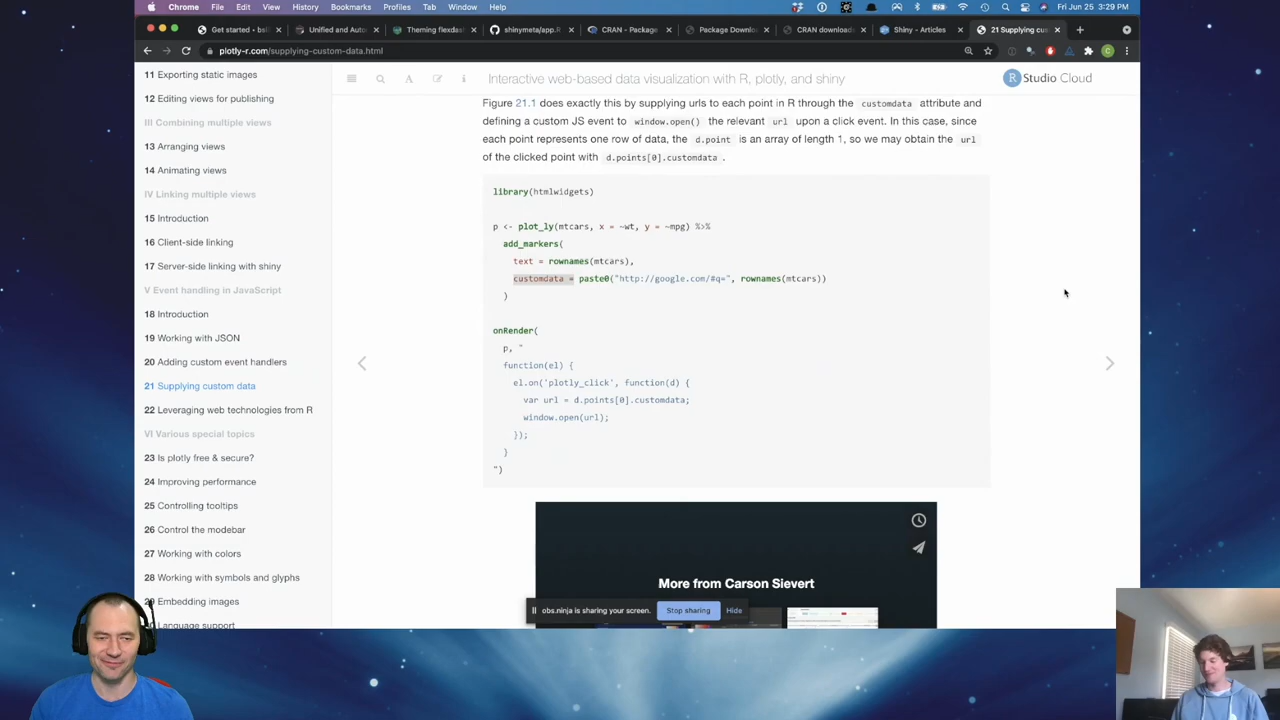 Chrome File Edit View History Bookmarks Profiles Tab Window Help Fri Jun 25 3:29 PM
Get started • bsli Unified and Auto Theming flexdas shinymeta/app.R CRAN - Package Package Downl CRAN downloads Shiny - Articles 21 Supplying cus
plotly-r.com/supplying-custom-data.html
11 Exporting static images
12 Editing views for publishing
III Combining multiple views
13 Arranging views
14 Animating views
IV Linking multiple views
15 Introduction
16 Client-side linking
17 Server-side linking with shiny
V Event handling in JavaScript
18 Introduction
19 Working with JSON
20 Adding custom event handlers
21 Supplying custom data
22 Leveraging web technologies from R
VI Various special topics
23 Is plotly free & secure?
24 Improving performance
25 Controlling tooltips
26 Control the modebar
27 Working with colors
28 Working with symbols and glyphs
29 Embedding images
Language support
Interactive web-based data visualization with R, plotly, and shiny
R Studio Cloud
Figure 21.1 does exactly this by supplying urls to each point in R through the customdata attribute and
defining a custom JS event to window.open() the relevant url upon a click event. In this case, since
each point represents one row of data, the d.point is an array of length 1, so we may obtain the url
of the clicked point with d.points[0].customdata .
library(htmlwidgets)
p <- plot_ly(mtcars, x = ~wt, y = ~mpg) %>%
add_markers(
text = rownames(mtcars),
customdata = paste0("http://google.com/#q=", rownames(mtcars))
)
onRender(
p, "
function(el) {
el.on('plotly_click', function(d) {
var url = d.points[0].customdata;
window.open(url);
});
}
")
More from Carson Sievert
obs.ninja is sharing your screen. Stop sharing Hide